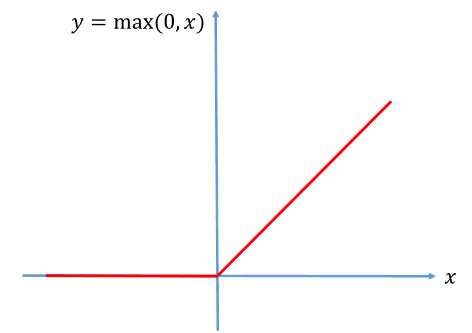 y = max(0, x)
x